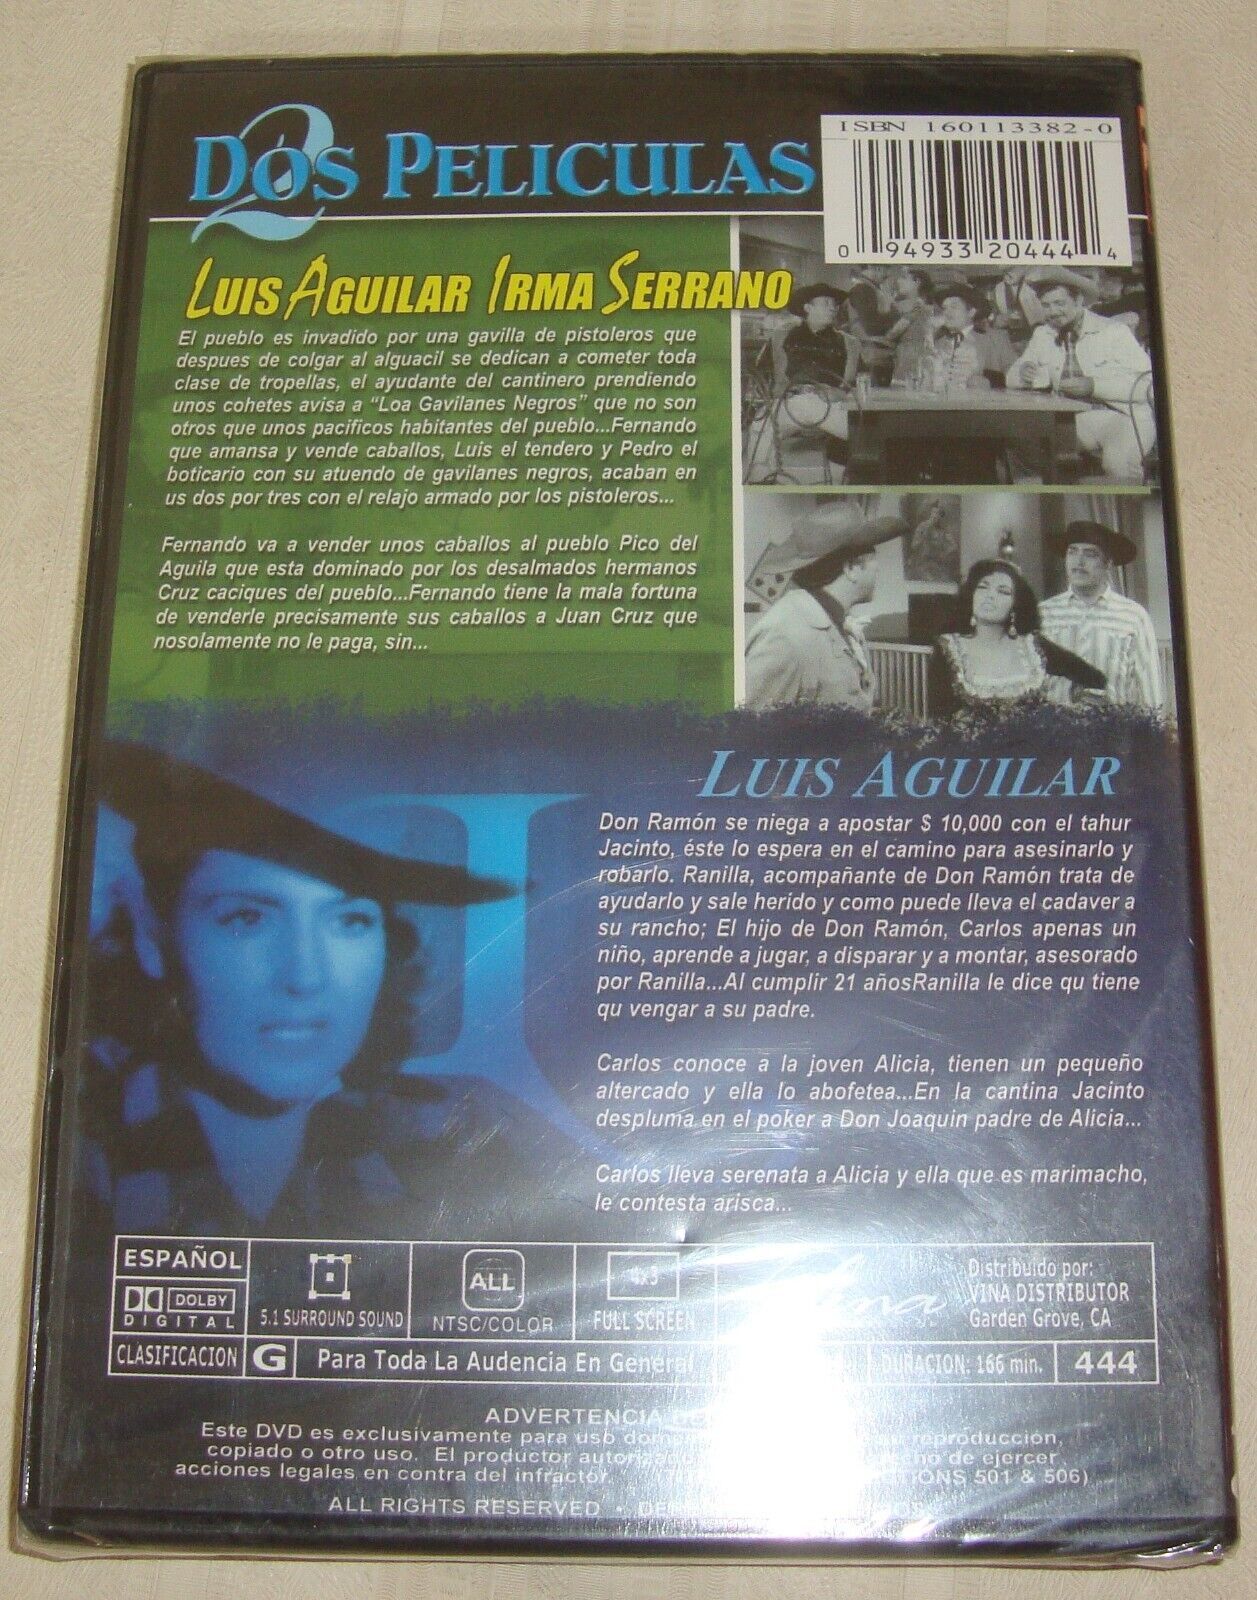 2
DOS PELICULAS
ISBN 160113382-0
0 94933 20444 4
LUIS AGUILAR IRMA SERRANO
El pueblo es invadido por una gavilla de pistoleros que
despues de colgar al alguacil se dedican a cometer toda
clase de tropellas, el ayudante del cantinero prendiendo
unos cohetes avisa a “Loa Gavilanes Negros” que no son
otros que unos pacificos habitantes del pueblo...Fernando
que amansa y vende caballos, Luis el tendero y Pedro el
boticario con su atuendo de gavilanes negros, acaban en
us dos por tres con el relajo armado por los pistoleros...
Fernando va a vender unos caballos al pueblo Pico del
Aguila que esta dominado por los desalmados hermanos
Cruz caciques del pueblo...Fernando tiene la mala fortuna
de venderle precisamente sus caballos a Juan Cruz que
nosolamente no le paga, sin...
LUIS AGUILAR
Don Ramón se niega a apostar $ 10,000 con el tahur
Jacinto, éste lo espera en el camino para asesinarlo y
robarlo. Ranilla, acompañante de Don Ramón trata de
ayudarlo y sale herido y como puede lleva el cadaver a
su rancho; El hijo de Don Ramón, Carlos apenas un
niño, aprende a jugar, a disparar y a montar, asesorado
por Ranilla...Al cumplir 21 añosRanilla le dice qu tiene
qu vengar a su padre.
Carlos conoce a la joven Alicia, tienen un pequeño
altercado y ella lo abofetea...En la cantina Jacinto
despluma en el poker a Don Joaquin padre de Alicia...
Carlos lleva serenata a Alicia y ella que es marimacho,
le contesta arisca...
ESPAÑOL
DOLBY
DIGITAL
5.1 SURROUND SOUND
ALL
NTSC/COLOR
4x3
FULL SCREEN
Distribuido por:
VINA DISTRIBUTOR
Garden Grove, CA
CLASIFICACION G Para Toda La Audencia En General DURACION: 166 min. 444
ADVERTENCIA
Este DVD es exclusivamente para uso reproducción,
copiado o otro uso. El productor de ejercer
acciones legales en contra del infractor. 501 & 506)
ALL RIGHTS RESERVED •